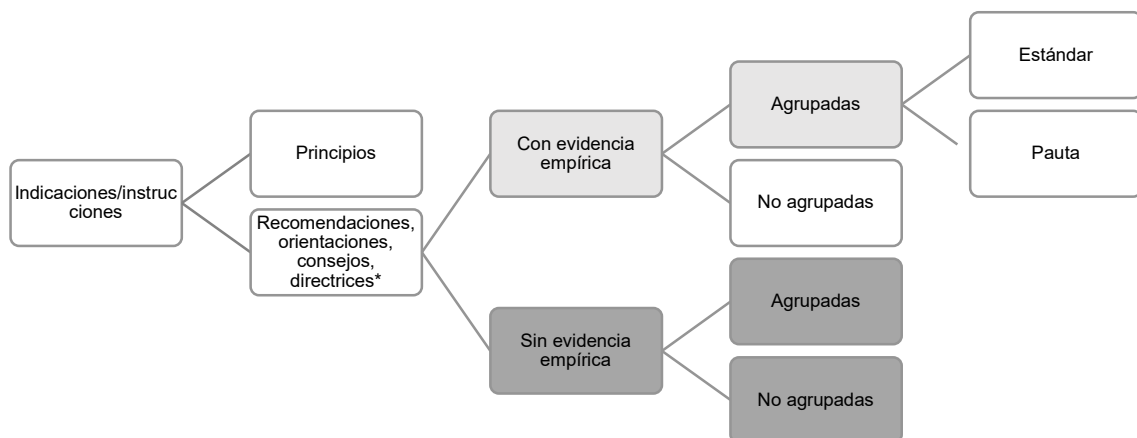 Indicaciones/instruc
ciones
Principios
Recomendaciones,
orientaciones,
consejos,
directrices*
Con evidencia
empírica
Agrupadas
Estándar
Pauta
No agrupadas
Sin evidencia
empírica
Agrupadas
No agrupadas